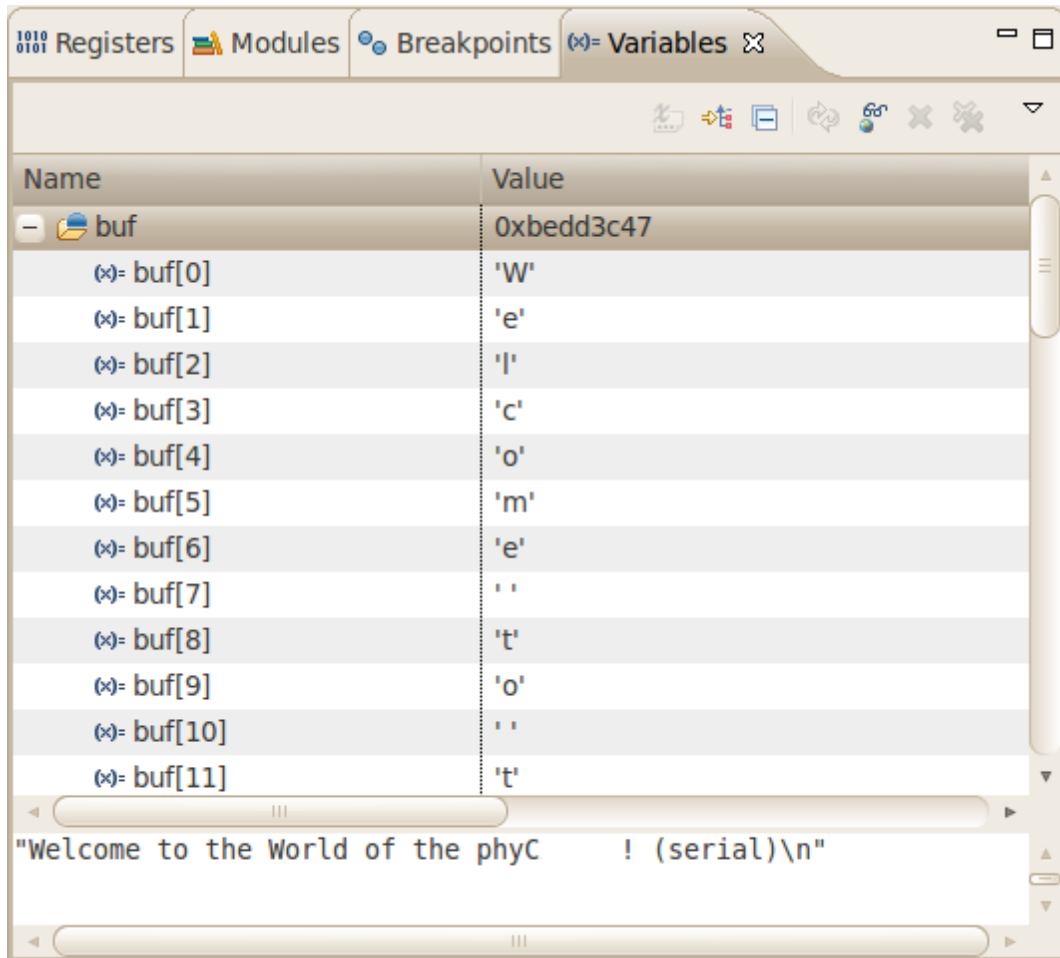 Registers Modules Breakpoints (x)= Variables
Name Value
buf 0xbedd3c47
(x)= buf[0] 'W'
(x)= buf[1] 'e'
(x)= buf[2] 'l'
(x)= buf[3] 'c'
(x)= buf[4] 'o'
(x)= buf[5] 'm'
(x)= buf[6] 'e'
(x)= buf[7] ' '
(x)= buf[8] 't'
(x)= buf[9] 'o'
(x)= buf[10] ' '
(x)= buf[11] 't'
"Welcome to the World of the phyC     ! (serial)\n"